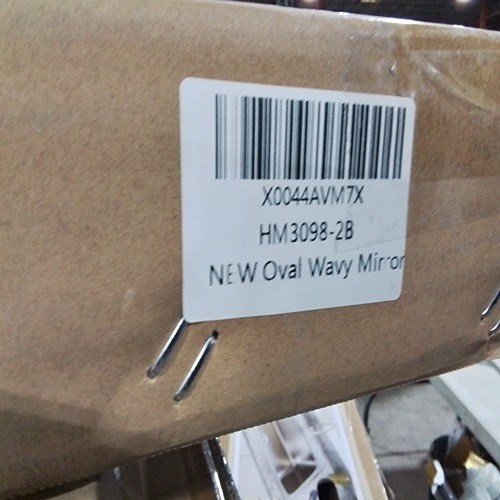 X0044AVM7X
HM3098-2B
NEW Oval Wavy Mirror